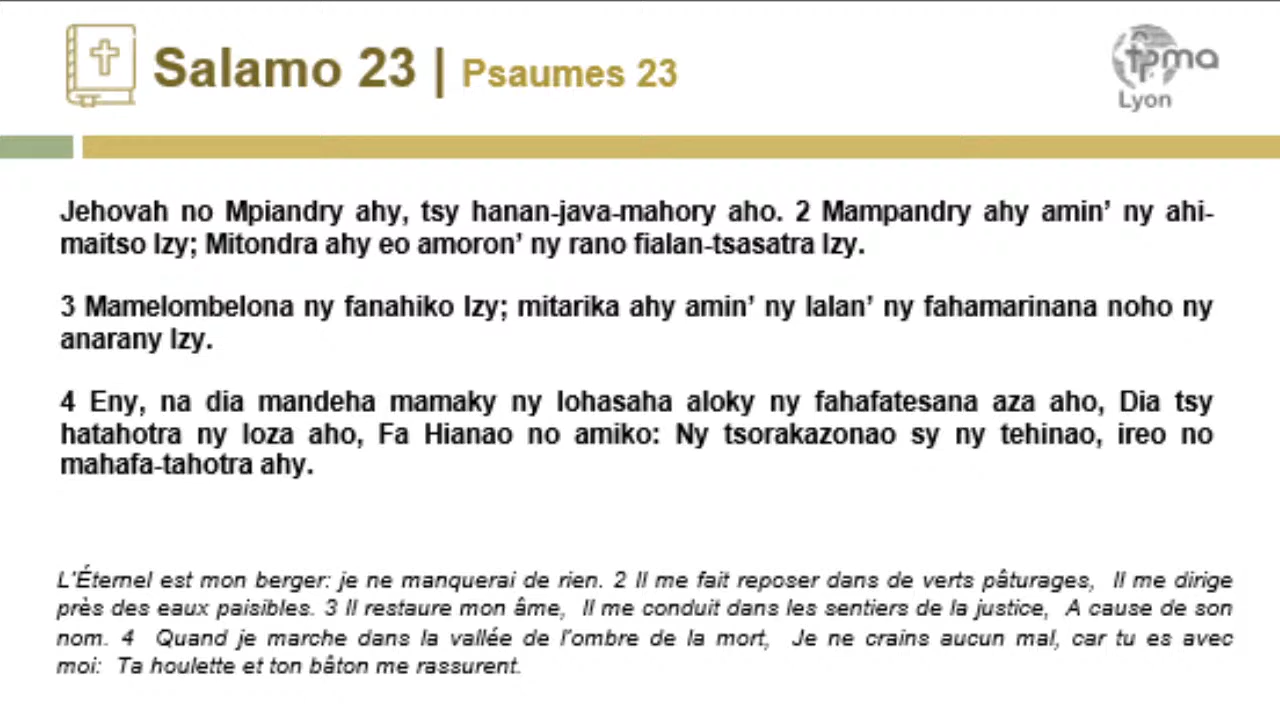 Salamo 23 | Psaumes 23
fpma
Lyon
Jehovah no Mpiandry ahy, tsy hanan-java-mahory aho. 2 Mampandry ahy amin’ ny ahi-
maitso Izy; Mitondra ahy eo amoron’ ny rano fialan-tsasatra Izy.
3 Mamelombelona ny fanahiko Izy; mitarika ahy amin’ ny lalan’ ny fahamarinana noho ny
anarany Izy.
4 Eny, na dia mandeha mamaky ny lohasaha aloky ny fahafatesana aza aho, Dia tsy
hatahotra ny loza aho, Fa Hianao no amiko: Ny tsorakazonao sy ny tehinao, ireo no
mahafa-tahotra ahy.
L’Éternel est mon berger: je ne manquerai de rien. 2 Il me fait reposer dans de verts pâturages, Il me dirige
près des eaux paisibles. 3 Il restaure mon âme, Il me conduit dans les sentiers de la justice, A cause de son
nom. 4 Quand je marche dans la vallée de l’ombre de la mort, Je ne crains aucun mal, car tu es avec
moi: Ta houlette et ton bâton me rassurent.